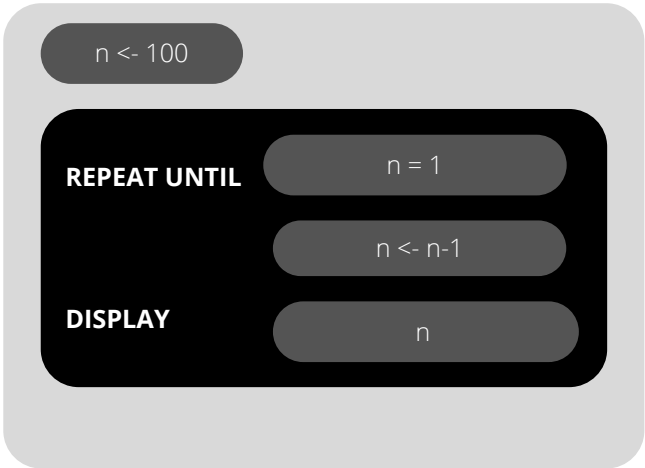 n <- 100
REPEAT UNTIL n = 1
n <- n-1
DISPLAY n